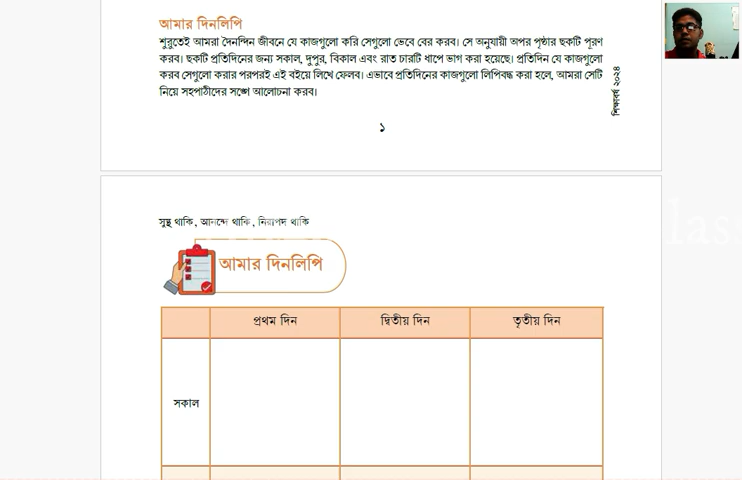 আমার দিনলিপি
শুরুতেই আমরা দৈনন্দিন জীবনে যে কাজগুলো করি সেগুলো ভেবে বের করব। সে অনুযায়ী অপর পৃষ্ঠার ছকটি পূরণ
করব। ছকটি প্রতিদিনের জন্য সকাল, দুপুর, বিকাল এবং রাত চারটি ধাপে ভাগ করা হয়েছে। প্রতিদিন যে কাজগুলো
করব সেগুলো করার পরপরই এই বইয়ে লিখে ফেলব। এভাবে প্রতিদিনের কাজগুলো লিপিবদ্ধ করা হলে, আমরা সেটি
নিয়ে সহপাঠীদের সঙ্গে আলোচনা করব।
শিক্ষাবর্ষ ২০২৪
১
সুস্থ থাকি, আনন্দে থাকি, নিরাপদ থাকি
lass
আমার দিনলিপি
প্রথম দিন
দ্বিতীয় দিন
তৃতীয় দিন
সকাল